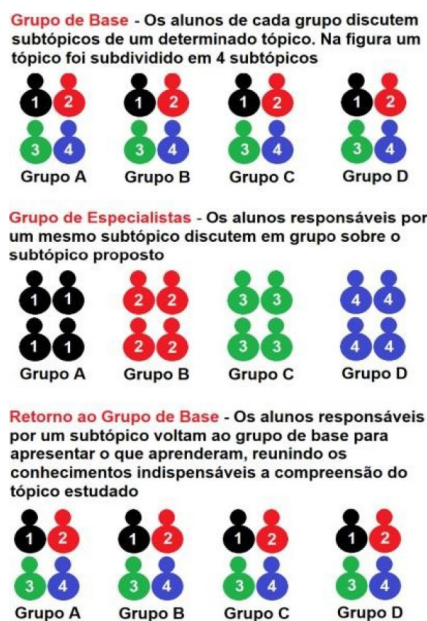 Grupo de Base - Os alunos de cada grupo discutem
subtópicos de um determinado tópico. Na figura um
tópico foi subdividido em 4 subtópicos
1 2 1 2 1 2 1 2
3 4 3 4 3 4 3 4
Grupo A Grupo B Grupo C Grupo D
Grupo de Especialistas - Os alunos responsáveis por
um mesmo subtópico discutem em grupo sobre o
subtópico proposto
1 1 2 2 3 3 4 4
1 1 2 2 3 3 4 4
Grupo A Grupo B Grupo C Grupo D
Retorno ao Grupo de Base - Os alunos responsáveis
por um subtópico voltam ao grupo de base para
apresentar o que aprenderam, reunindo os
conhecimentos indispensáveis a compreensão do
tópico estudado
1 2 1 2 1 2 1 2
3 4 3 4 3 4 3 4
Grupo A Grupo B Grupo C Grupo D